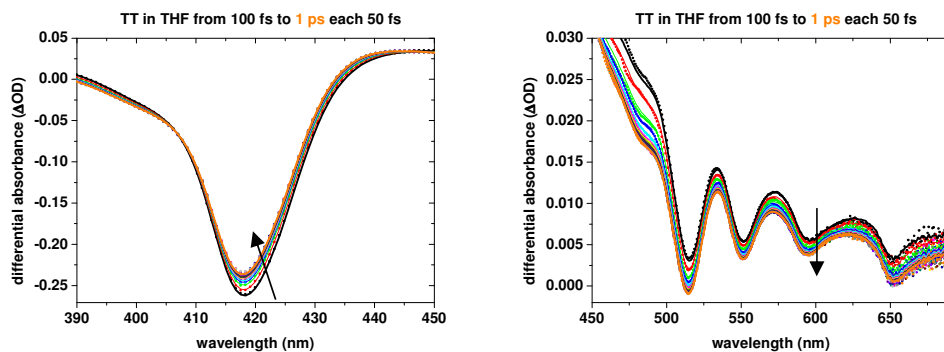 TT in THF from 100 fs to 1 ps each 50 fs
0.05
0.00
-0.05
-0.10
-0.15
-0.20
-0.25
differential absorbance (ΔOD)
390 400 410 420 430 440 450
wavelength (nm)
TT in THF from 100 fs to 1 ps each 50 fs
0.030
0.025
0.020
0.015
0.010
0.005
0.000
differential absorbance (ΔOD)
450 500 550 600 650
wavelength (nm)